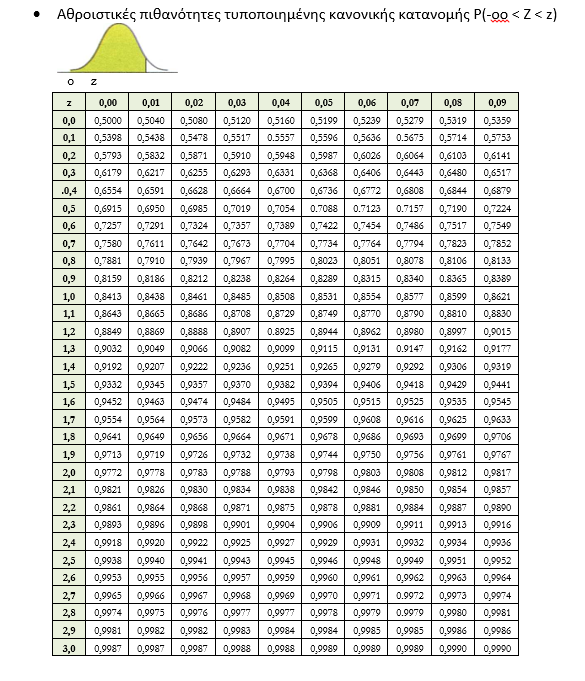 • Αθροιστικές πιθανότητες τυποποιημένης κανονικής κατανομής P(-οο < Z < z)
ο z
z 0,00 0,01 0,02 0,03 0,04 0,05 0,06 0,07 0,08 0,09
0,0 0,5000 0,5040 0,5080 0,5120 0,5160 0,5199 0,5239 0,5279 0,5319 0,5359
0,1 0,5398 0,5438 0,5478 0,5517 0.5557 0,5596 0,5636 0.5675 0,5714 0,5753
0,2 0,5793 0,5832 0,5871 0,5910 0,5948 0,5987 0,6026 0,6064 0,6103 0,6141
0,3 0,6179 0,6217 0,6255 0,6293 0,6331 0,6368 0,6406 0,6443 0,6480 0,6517
.0,4 0,6554 0,6591 0,6628 0,6664 0,6700 0,6736 0,6772 0,6808 0,6844 0,6879
0,5 0,6915 0,6950 0,6985 0,7019 0,7054 0.7088 0.7123 0.7157 0,7190 0,7224
0,6 0,7257 0,7291 0,7324 0,7357 0,7389 0,7422 0,7454 0,7486 0,7517 0,7549
0,7 0,7580 0,7611 0,7642 0,7673 0,7704 0,7734 0,7764 0,7794 0,7823 0,7852
0,8 0,7881 0,7910 0,7939 0,7967 0,7995 0,8023 0,8051 0,8078 0,8106 0,8133
0,9 0,8159 0,8186 0,8212 0,8238 0,8264 0,8289 0,8315 0,8340 0.8365 0,8389
1,0 0,8413 0,8438 0,8461 0,8485 0,8508 0,8531 0,8554 0,8577 0,8599 0,8621
1,1 0,8643 0,8665 0,8686 0,8708 0,8729 0,8749 0,8770 0,8790 0,8810 0,8830
1,2 0,8849 0,8869 0,8888 0,8907 0.8925 0,8944 0,8962 0,8980 0,8997 0,9015
1,3 0,9032 0,9049 0,9066 0,9082 0,9099 0,9115 0,9131 0.9147 0,9162 0,9177
1,4 0,9192 0,9207 0,9222 0,9236 0,9251 0,9265 0,9279 0,9292 0,9306 0,9319
1,5 0,9332 0,9345 0,9357 0,9370 0,9382 0,9394 0,9406 0,9418 0,9429 0,9441
1,6 0,9452 0,9463 0,9474 0,9484 0,9495 0,9505 0,9515 0,9525 0,9535 0,9545
1,7 0,9554 0,9564 0,9573 0,9582 0,9591 0,9599 0,9608 0,9616 0,9625 0,9633
1,8 0,9641 0,9649 0,9656 0,9664 0,9671 0,9678 0,9686 0,9693 0,9699 0,9706
1,9 0,9713 0,9719 0,9726 0,9732 0,9738 0,9744 0,9750 0,9756 0,9761 0,9767
2,0 0,9772 0,9778 0,9783 0,9788 0,9793 0,9798 0,9803 0,9808 0,9812 0,9817
2,1 0,9821 0,9826 0,9830 0,9834 0,9838 0,9842 0,9846 0,9850 0,9854 0,9857
2,2 0,9861 0,9864 0,9868 0,9871 0,9875 0,9878 0,9881 0,9884 0,9887 0,9890
2,3 0,9893 0,9896 0,9898 0,9901 0,9904 0,9906 0,9909 0,9911 0,9913 0,9916
2,4 0,9918 0,9920 0,9922 0,9925 0,9927 0,9929 0,9931 0,9932 0,9934 0,9936
2,5 0,9938 0,9940 0,9941 0,9943 0,9945 0,9946 0,9948 0,9949 0,9951 0,9952
2,6 0,9953 0,9955 0,9956 0,9957 0,9959 0,9960 0,9961 0,9962 0,9963 0,9964
2,7 0,9965 0,9966 0,9967 0,9968 0,9969 0,9970 0,9971 0,9972 0,9973 0,9974
2,8 0,9974 0,9975 0,9976 0,9977 0,9977 0,9978 0,9979 0,9979 0,9980 0,9981
2,9 0,9981 0,9982 0,9982 0,9983 0,9984 0,9984 0,9985 0,9985 0,9986 0,9986
3,0 0,9987 0,9987 0,9987 0,9988 0,9988 0,9989 0,9989 0,9989 0,9990 0,9990